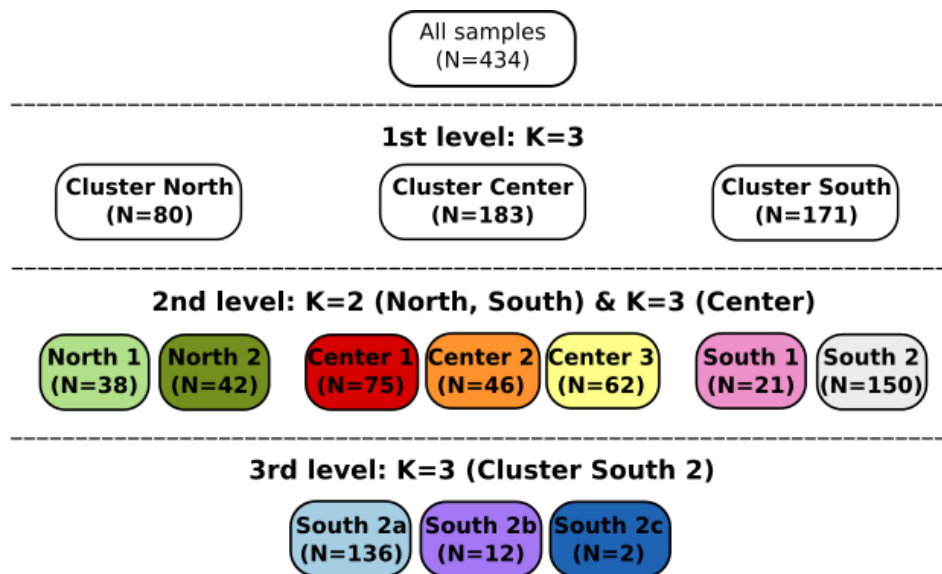 All samples
(N=434)
1st level: K=3
Cluster North
(N=80)
Cluster Center
(N=183)
Cluster South
(N=171)
2nd level: K=2 (North, South) & K=3 (Center)
North 1
(N=38)
North 2
(N=42)
Center 1
(N=75)
Center 2
(N=46)
Center 3
(N=62)
South 1
(N=21)
South 2
(N=150)
3rd level: K=3 (Cluster South 2)
South 2a
(N=136)
South 2b
(N=12)
South 2c
(N=2)